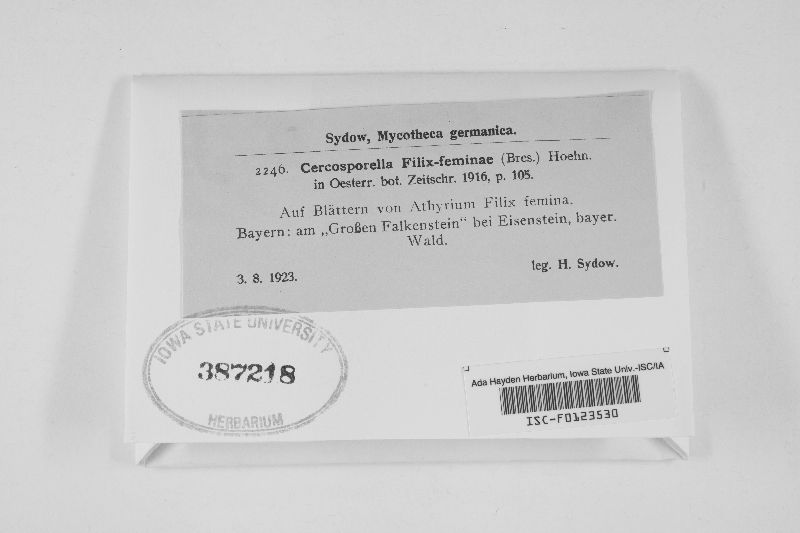 Sydow, Mycotheca germanica.
2246. Cercosporella Filix-feminae (Bres.) Hoehn.
in Oesterr. bot. Zeitschr. 1916, p. 105.
Auf Blättern von Athyrium Filix femina.
Bayern: am „Großen Falkenstein“ bei Eisenstein, bayer.
Wald.
3. 8. 1923.
leg. H. Sydow.
IOWA STATE UNIVERSITY
387218
HERBARIUM
Ada Hayden Herbarium, Iowa State Univ.-ISC/IA
ISC-F0123530